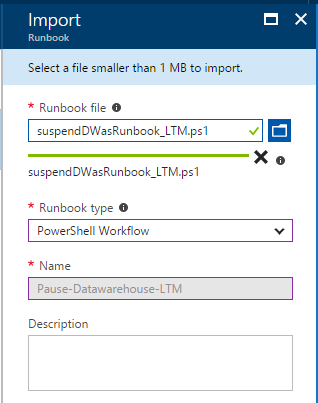 Import
Runbook
Select a file smaller than 1 MB to import.
* Runbook file
suspendDWasRunbook_LTM.ps1
suspendDWasRunbook_LTM.ps1
* Runbook type
PowerShell Workflow
* Name
Pause-Datawarehouse-LTM
Description